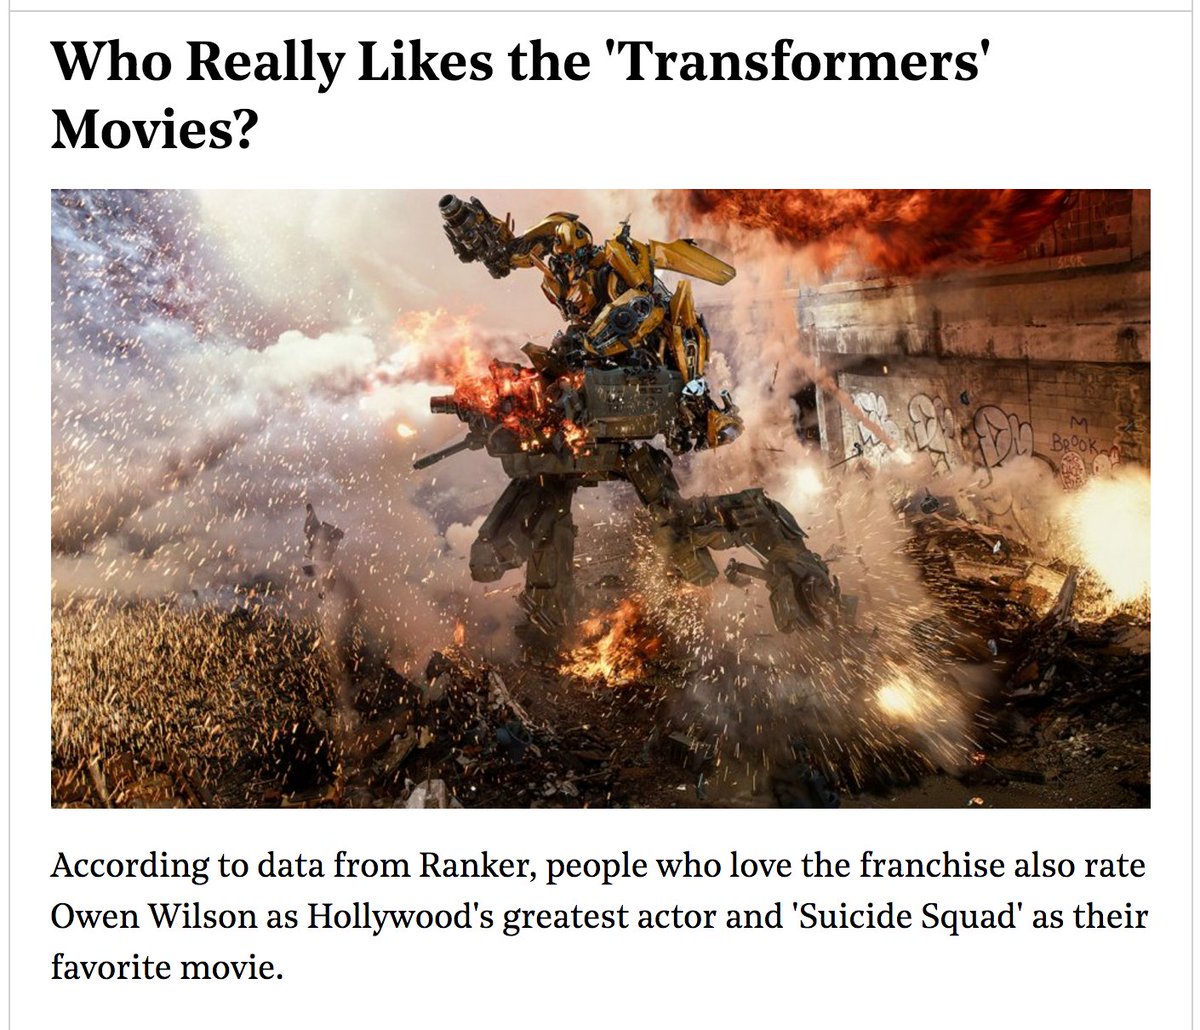 Who Really Likes the 'Transformers'
Movies?
M
BROOK
According to data from Ranker, people who love the franchise also rate
Owen Wilson as Hollywood's greatest actor and 'Suicide Squad' as their
favorite movie.